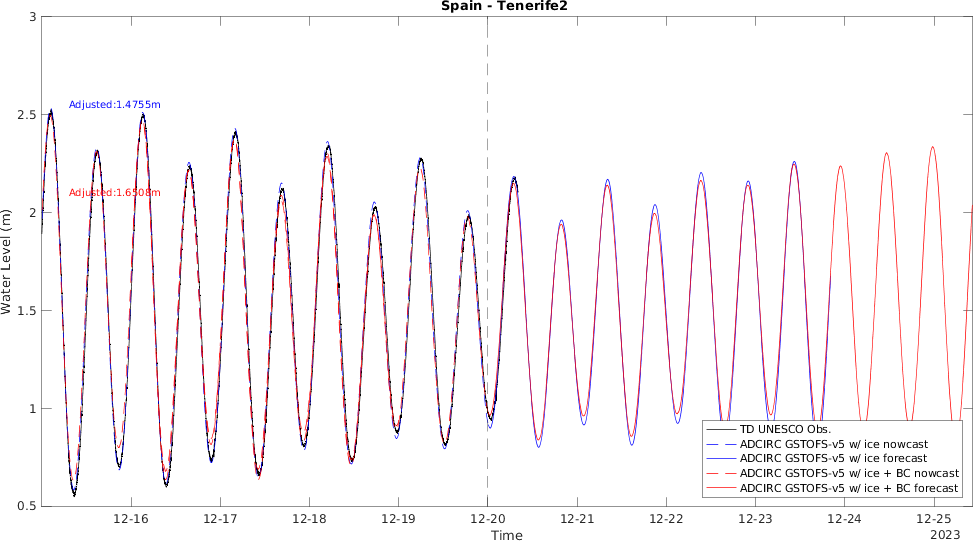 Spain - Tenerife2
3
2.5
2
1.5
1
0.5
Water Level (m)
Adjusted:1.4755m
Adjusted:1.6508m
TD UNESCO Obs.
ADCIRC GSTOFS-v5 w/ ice nowcast
ADCIRC GSTOFS-v5 w/ ice forecast
ADCIRC GSTOFS-v5 w/ ice + BC nowcast
ADCIRC GSTOFS-v5 w/ ice + BC forecast
12-16 12-17 12-18 12-19 12-20 12-21 12-22 12-23 12-24 12-25
Time
2023